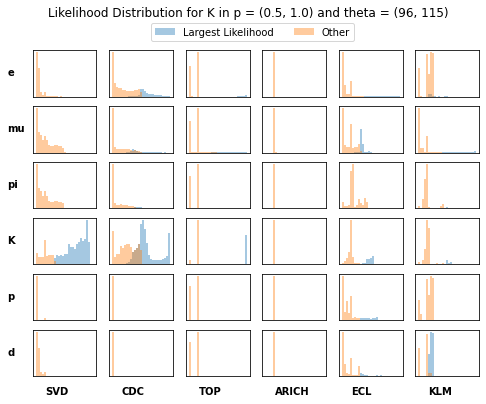 Likelihood Distribution for K in p = (0.5, 1.0) and theta = (96, 115)
Largest Likelihood Other
e
mu
pi
K
p
d
SVD CDC TOP ARICH ECL KLM